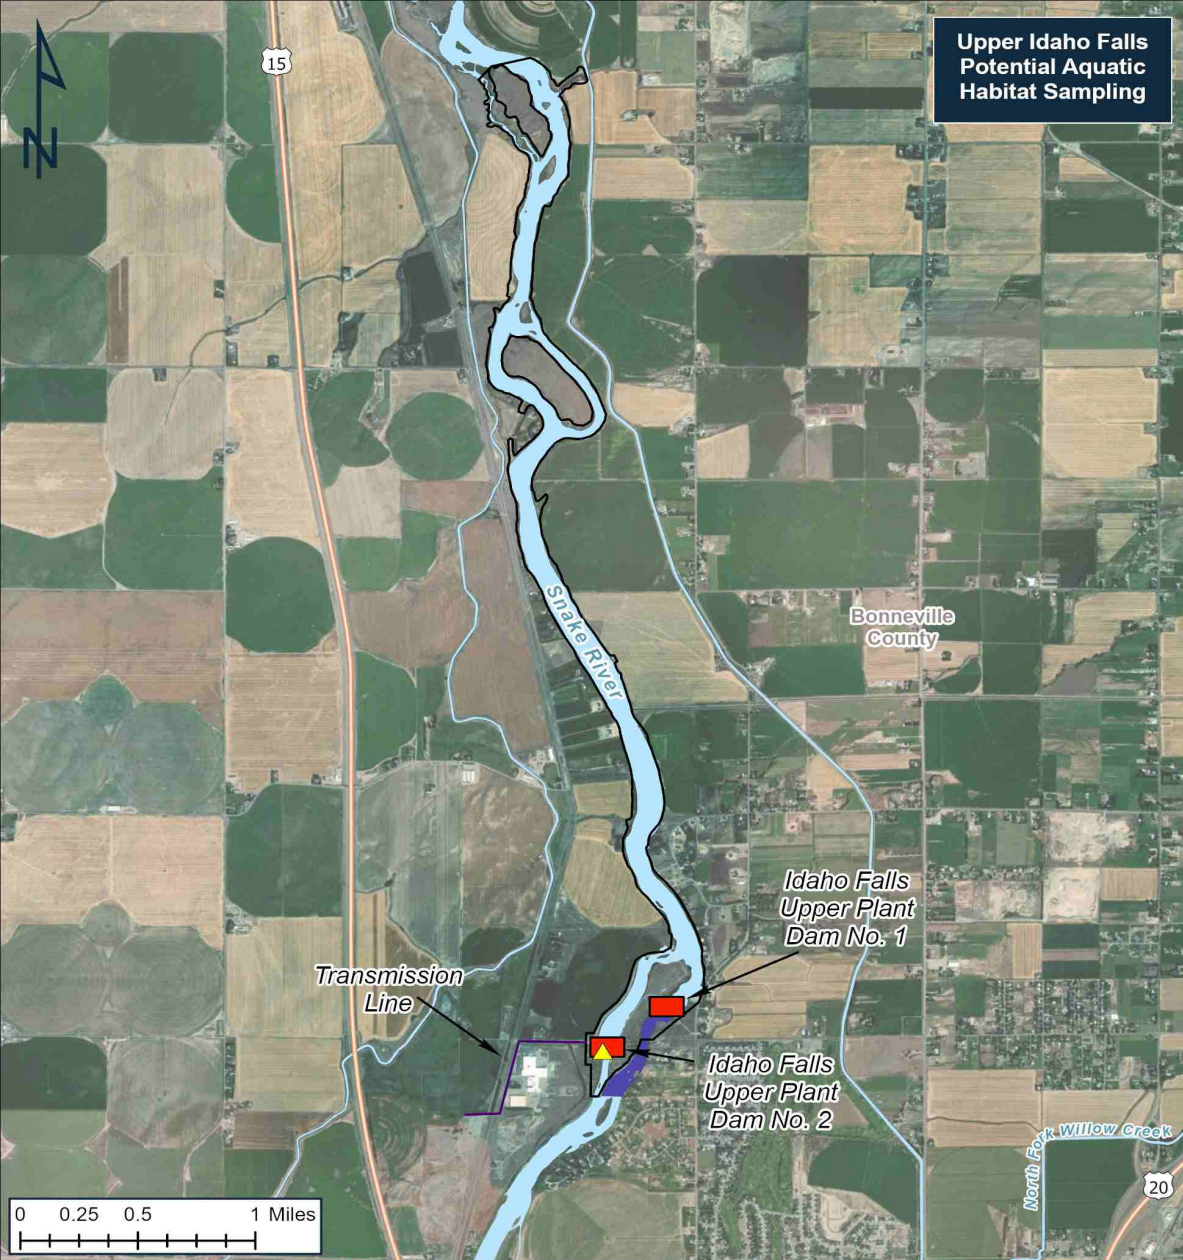 Upper Idaho Falls
Potential Aquatic
Habitat Sampling
15
N
Snake River
Bonneville
County
Idaho Falls
Upper Plant
Dam No. 1
Transmission
Line
Idaho Falls
Upper Plant
Dam No. 2
North Fork Willow Creek
20
0 0.25 0.5 1 Miles